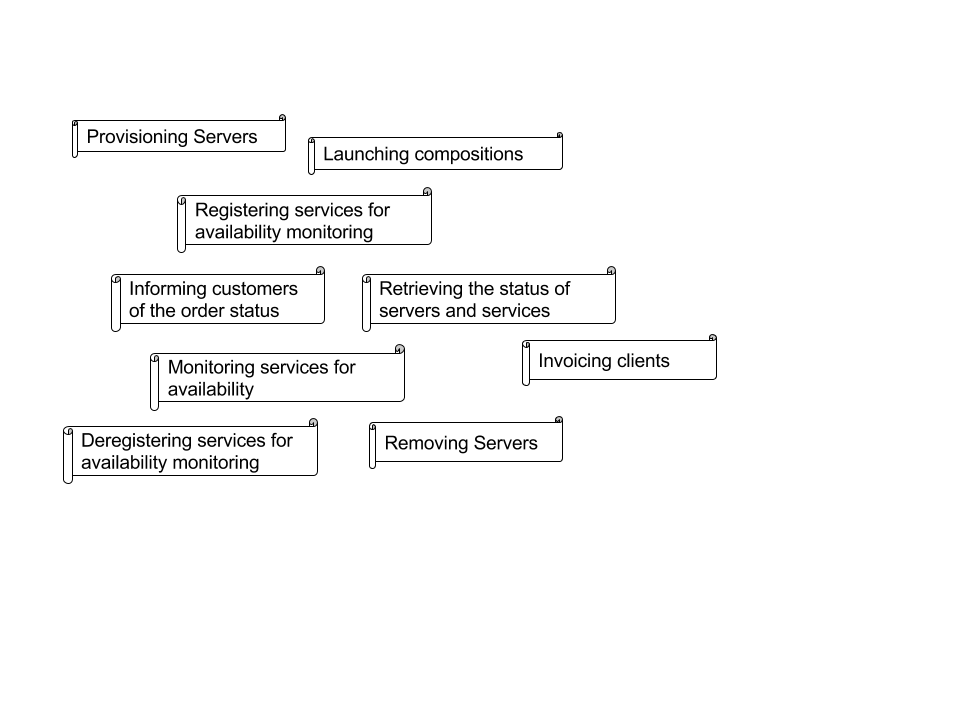 Provisioning Servers
Launching compositions
Registering services for
availability monitoring
Informing customers
of the order status
Retrieving the status of
servers and services
Invoicing clients
Monitoring services for
availability
Deregistering services for
availability monitoring
Removing Servers